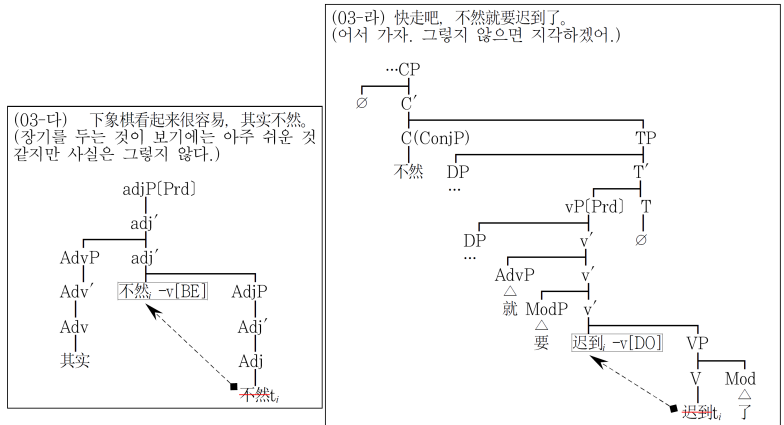 (03-다) 下象棋看起来很容易, 其实不然。
(장기를 두는 것이 보기에는 아주 쉬운 것
같지만 사실은 그렇지 않다.)
adjP[Prd]
adj′
AdvP adj′
Adv′ 不然i -v[BE] AdjP
Adv Adj′
其实 Adj
不然ti
(03-라) 快走吧, 不然就要迟到了。
(어서 가자. 그렇지 않으면 지각하겠어.)
…CP
∅ C′
C(ConjP) TP
不然 DP T′
…
vP[Prd] T
DP v′ ∅
…
AdvP v′
就 ModP v′
要 迟到i -v[DO] VP
V Mod
迟到ti 了